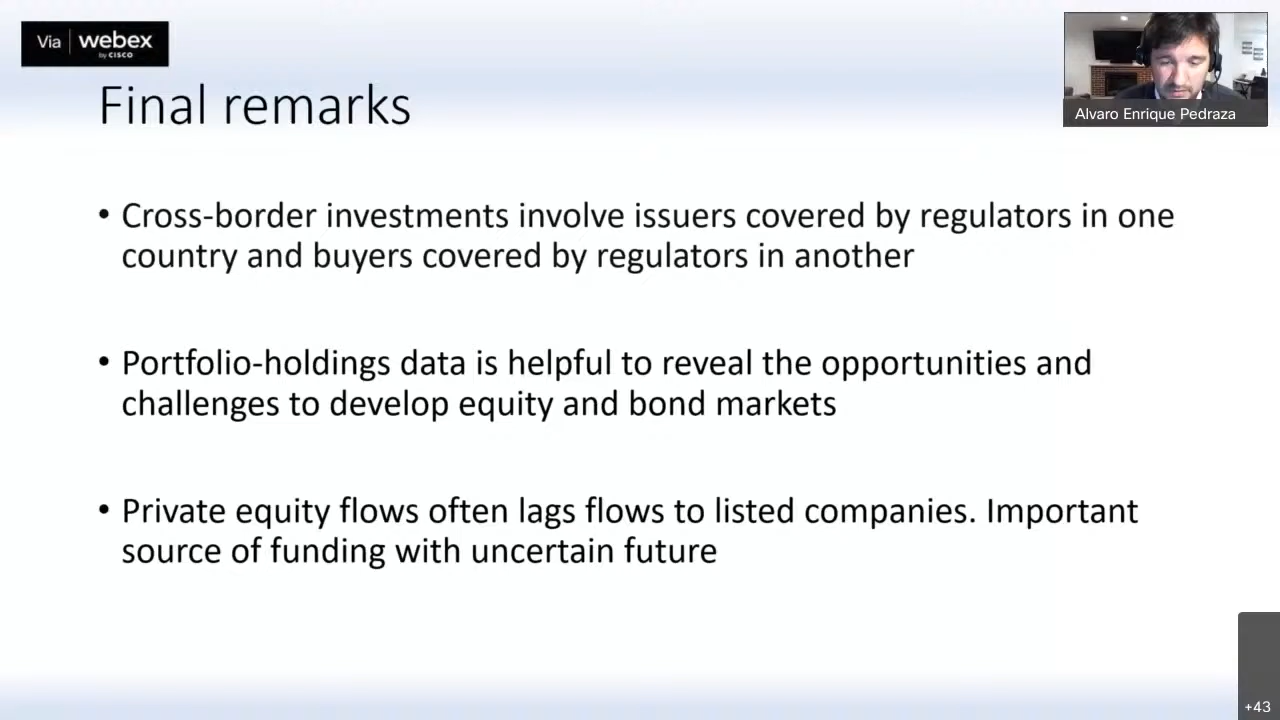 Via webex
by CISCO
Alvaro Enrique Pedraza
Final remarks
• Cross-border investments involve issuers covered by regulators in one
country and buyers covered by regulators in another
• Portfolio-holdings data is helpful to reveal the opportunities and
challenges to develop equity and bond markets
• Private equity flows often lags flows to listed companies. Important
source of funding with uncertain future
+43